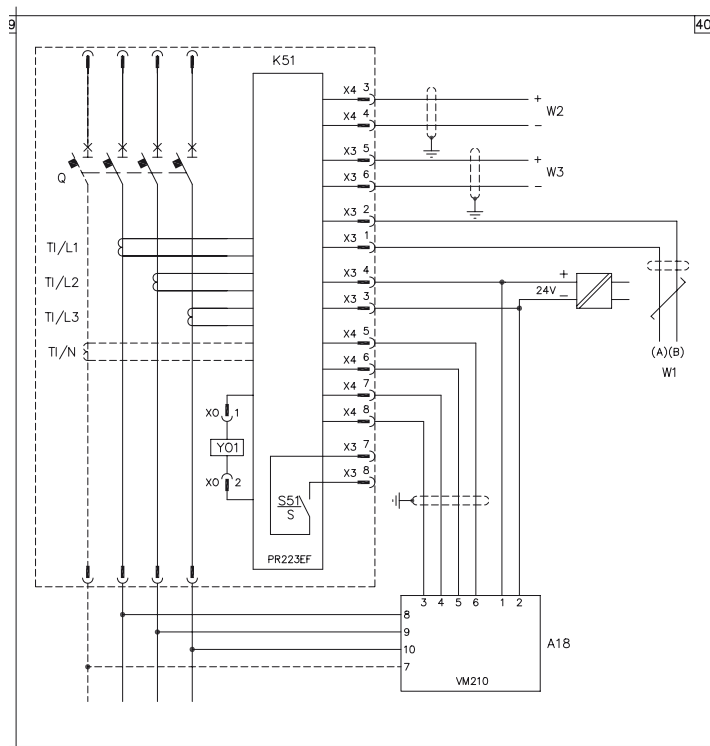 9
40
K51
X4 3
+
W2
X4 4
–
X3 5
+
W3
X3 6
–
Q
X3 2
X3 1
TI/L1
X3 4
+
24V
TI/L2
X3 3
–
TI/L3
X4 5
TI/N
(A)(B)
X4 6
W1
X4 7
X0 1
X4 8
Y01
X3 7
X0 2
X3 8
S51
S
PR223EF
3 4 5 6 1 2
8
9
A18
10
7
VM210